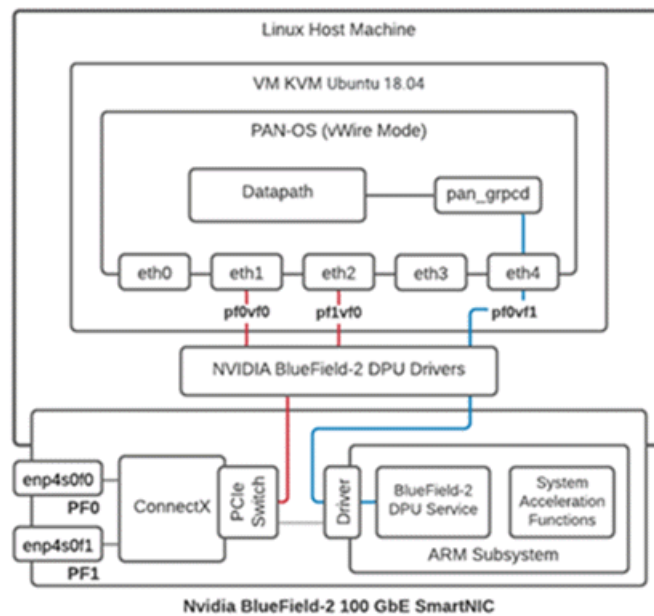 Linux Host Machine
VM KVM Ubuntu 18.04
PAN-OS (vWire Mode)
Datapath
pan_grpcd
eth0
eth1
eth2
eth3
eth4
pf0vf0
pf1vf0
pf0vf1
NVIDIA BlueField-2 DPU Drivers
enp4s0f0
PF0
enp4s0f1
PF1
ConnectX
PCIe
Switch
Driver
BlueField-2
DPU Service
System
Acceleration
Functions
ARM Subsystem
Nvidia BlueField-2 100 GbE SmartNIC